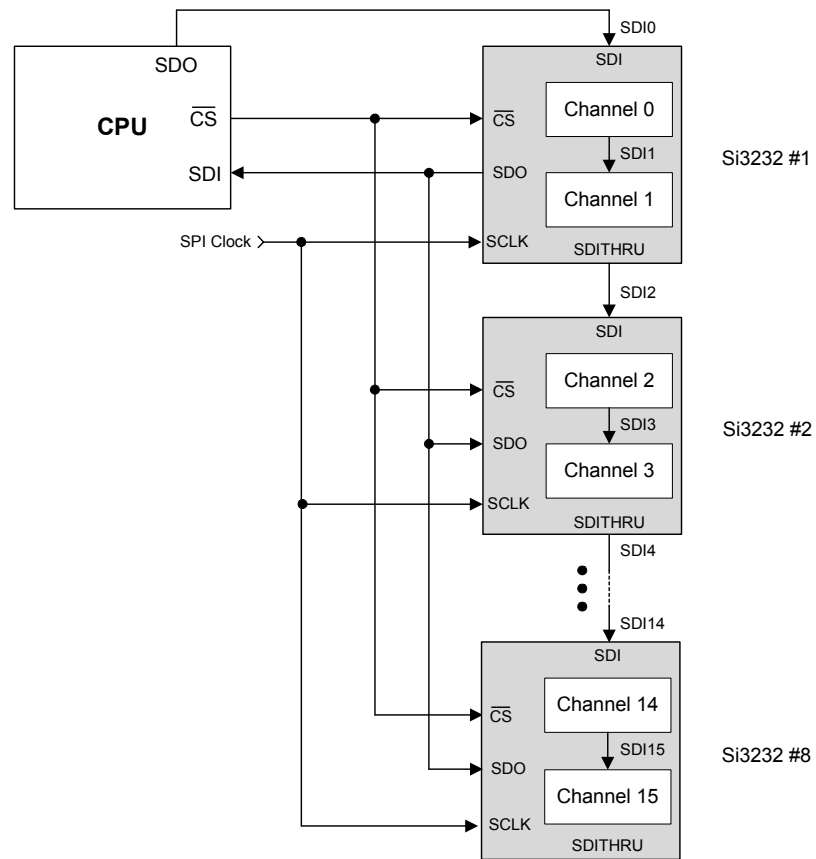 SDI0
SDO
SDI
CPU
CS
CS
Channel 0
SDI1
Si3232 #1
SDI
SDO
Channel 1
SPI Clock
SCLK
SDITHRU
SDI2
SDI
Channel 2
CS
SDI3
Si3232 #2
SDO
Channel 3
SCLK
SDITHRU
SDI4
SDI14
SDI
Channel 14
CS
SDI15
Si3232 #8
SDO
Channel 15
SCLK
SDITHRU